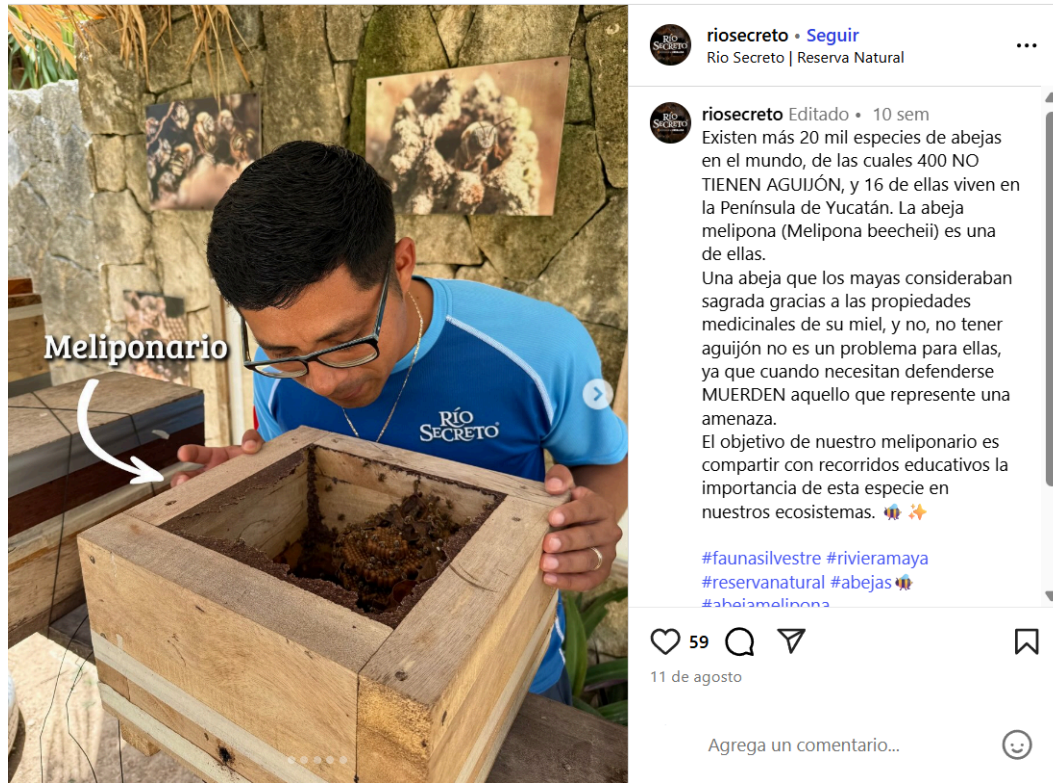 Meliponario
RÍO
SECRETO
riosecreto • Seguir
Rio Secreto | Reserva Natural
riosecreto Editado • 10 sem
Existen más 20 mil especies de abejas
en el mundo, de las cuales 400 NO
TIENEN AGUIJÓN, y 16 de ellas viven en
la Península de Yucatán. La abeja
melipona (Melipona beecheii) es una
de ellas.
Una abeja que los mayas consideraban
sagrada gracias a las propiedades
medicinales de su miel, y no, no tener
aguijón no es un problema para ellas,
ya que cuando necesitan defenderse
MUERDEN aquello que represente una
amenaza.
El objetivo de nuestro meliponario es
compartir con recorridos educativos la
importancia de esta especie en
nuestros ecosistemas. 🐝 ✨
#faunasilvestre #rivieramaya
#reservanatural #abejas🐝
#abejamelipona
59
11 de agosto
Agrega un comentario...